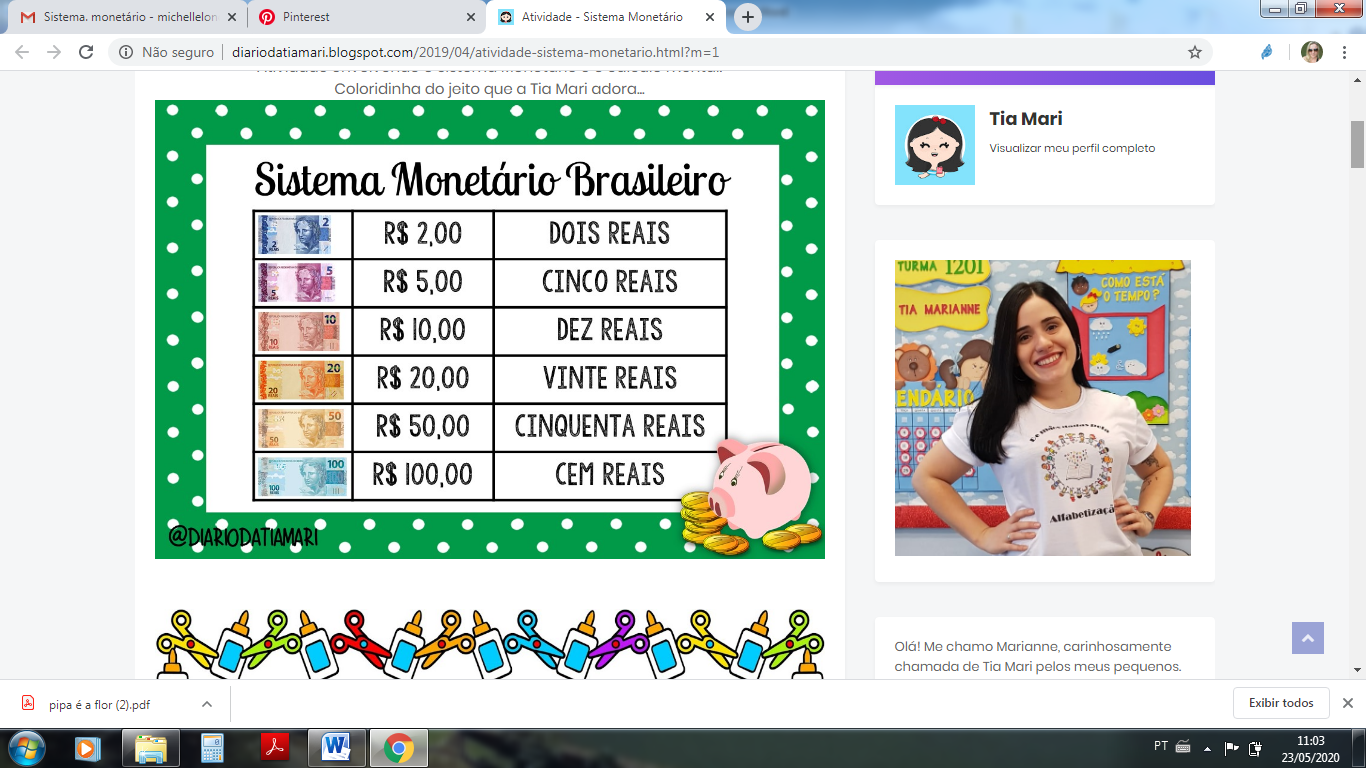 Sistema. monetário - michellelon
Pinterest
Atividade - Sistema Monetário
Não seguro
diariodatiamari.blogspot.com/2019/04/atividade-sistema-monetario.html?m=1
Coloridinha do jeito que a Tia Mari adora...
Sistema Monetário Brasileiro
R$ 2,00 DOIS REAIS
R$ 5,00 CINCO REAIS
R$ 10,00 DEZ REAIS
R$ 20,00 VINTE REAIS
R$ 50,00 CINQUENTA REAIS
R$ 100,00 CEM REAIS
@DIARIODATIAMARI
Tia Mari
Visualizar meu perfil completo
TURMA 1201
TIA MARIANNE
COMO ESTÁ
O TEMPO?
ENDÁRIO
Alfabetizaçã
Olá! Me chamo Marianne, carinhosamente
chamada de Tia Mari pelos meus pequenos.
pipa é a flor (2).pdf
Exibir todos
PT
11:03
23/05/2020